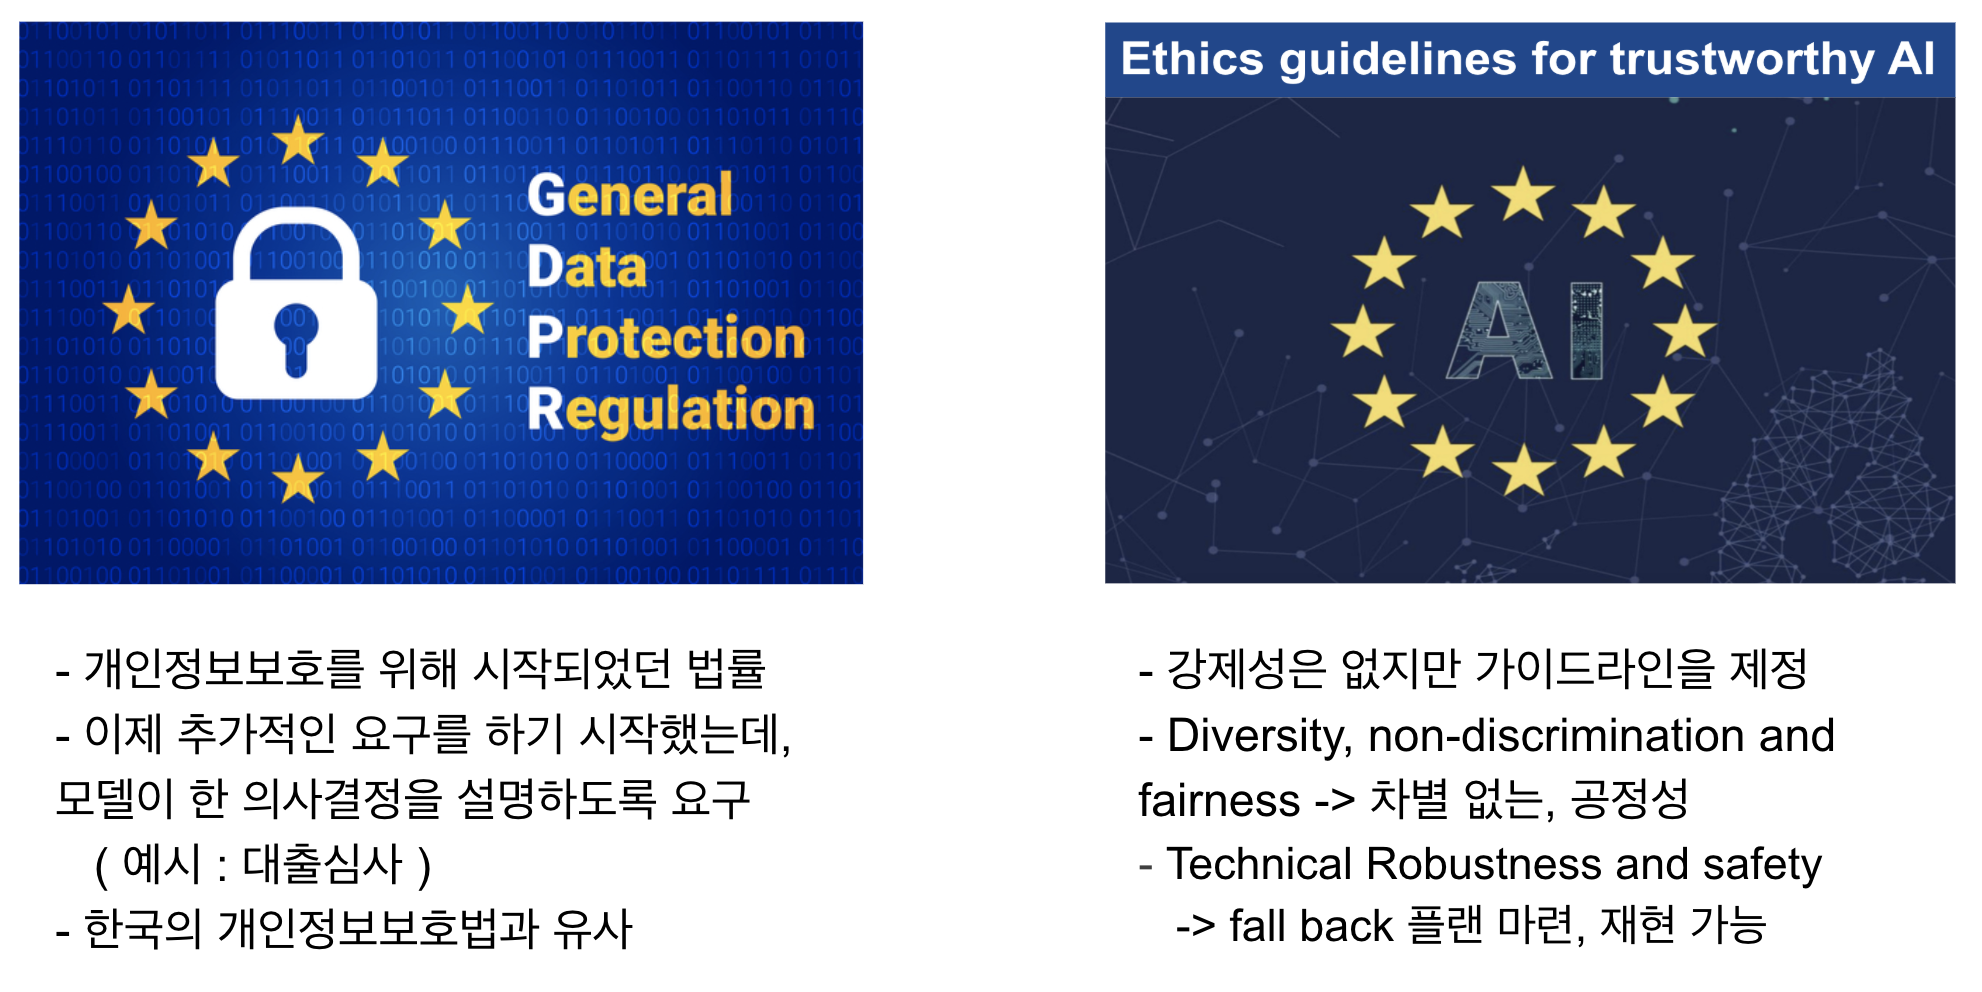 General
Data
Protection
Regulation
- 개인정보보호를 위해 시작되었던 법률
- 이제 추가적인 요구를 하기 시작했는데,
모델이 한 의사결정을 설명하도록 요구
( 예시 : 대출심사 )
- 한국의 개인정보보호법과 유사
Ethics guidelines for trustworthy AI
AI
- 강제성은 없지만 가이드라인을 제정
- Diversity, non-discrimination and
fairness -> 차별 없는, 공정성
- Technical Robustness and safety
-> fall back 플랜 마련, 재현 가능